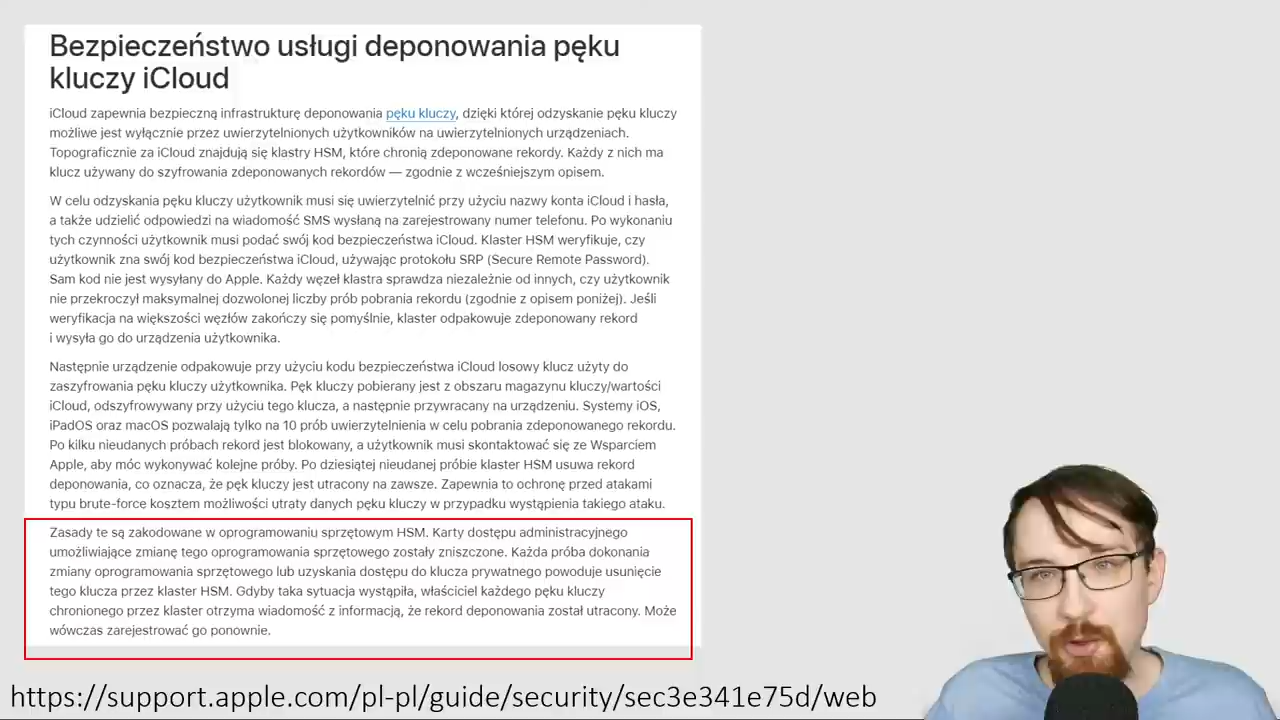 Bezpieczeństwo usługi deponowania pęku
kluczy iCloud
iCloud zapewnia bezpieczną infrastrukturę deponowania pęku kluczy, dzięki której odzyskanie pęku kluczy
możliwe jest wyłącznie przez uwierzytelnionych użytkowników na uwierzytelnionych urządzeniach.
Topograficznie za iCloud znajdują się klastry HSM, które chronią zdeponowane rekordy. Każdy z nich ma
klucz używany do szyfrowania zdeponowanych rekordów — zgodnie z wcześniejszym opisem.
W celu odzyskania pęku kluczy użytkownik musi się uwierzytelnić przy użyciu nazwy konta iCloud i hasła,
a także udzielić odpowiedzi na wiadomość SMS wysłaną na zarejestrowany numer telefonu. Po wykonaniu
tych czynności użytkownik musi podać swój kod bezpieczeństwa iCloud. Klaster HSM weryfikuje, czy
użytkownik zna swój kod bezpieczeństwa iCloud, używając protokołu SRP (Secure Remote Password).
Sam kod nie jest wysyłany do Apple. Każdy węzeł klastra sprawdza niezależnie od innych, czy użytkownik
nie przekroczył maksymalnej dozwolonej liczby prób pobrania rekordu (zgodnie z opisem poniżej). Jeśli
weryfikacja na większości węzłów zakończy się pomyślnie, klaster odpakowuje zdeponowany rekord
i wysyła go do urządzenia użytkownika.
Następnie urządzenie odpakowuje przy użyciu kodu bezpieczeństwa iCloud losowy klucz użyty do
zaszyfrowania pęku kluczy użytkownika. Pęk kluczy pobierany jest z obszaru magazynu kluczy/wartości
iCloud, odszyfrowywany przy użyciu tego klucza, a następnie przywracany na urządzeniu. Systemy iOS,
iPadOS oraz macOS pozwalają tylko na 10 prób uwierzytelnienia w celu pobrania zdeponowanego rekordu.
Po kilku nieudanych próbach rekord jest blokowany, a użytkownik musi skontaktować się ze Wsparciem
Apple, aby móc wykonywać kolejne próby. Po dziesiątej nieudanej próbie klaster HSM usuwa rekord
deponowania, co oznacza, że pęk kluczy jest utracony na zawsze. Zapewnia to ochronę przed atakami
typu brute-force kosztem możliwości utraty danych pęku kluczy w przypadku wystąpienia takiego ataku.
Zasady te są zakodowane w oprogramowaniu sprzętowym HSM. Karty dostępu administracyjnego
umożliwiające zmianę tego oprogramowania sprzętowego zostały zniszczone. Każda próba dokonania
zmiany oprogramowania sprzętowego lub uzyskania dostępu do klucza prywatnego powoduje usunięcie
tego klucza przez klaster HSM. Gdyby taka sytuacja wystąpiła, właściciel każdego pęku kluczy
chronionego przez klaster otrzyma wiadomość z informacją, że rekord deponowania został utracony. Może
wówczas zarejestrować go ponownie.
https://support.apple.com/pl-pl/guide/security/sec3e341e75d/web